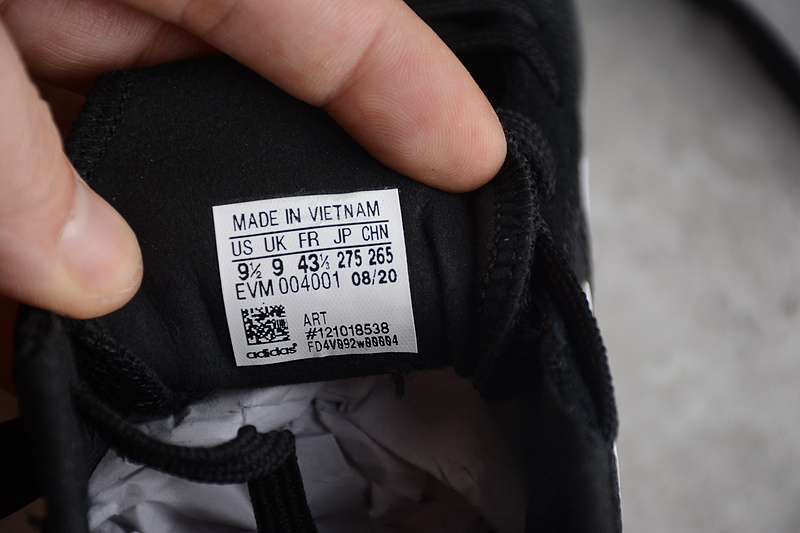 MADE IN VIETNAM
US UK FR JP CHN
9½ 9 43⅓ 275 265
EVM 004001 08/20
ART
#121018538
adidas FD4V092w00004